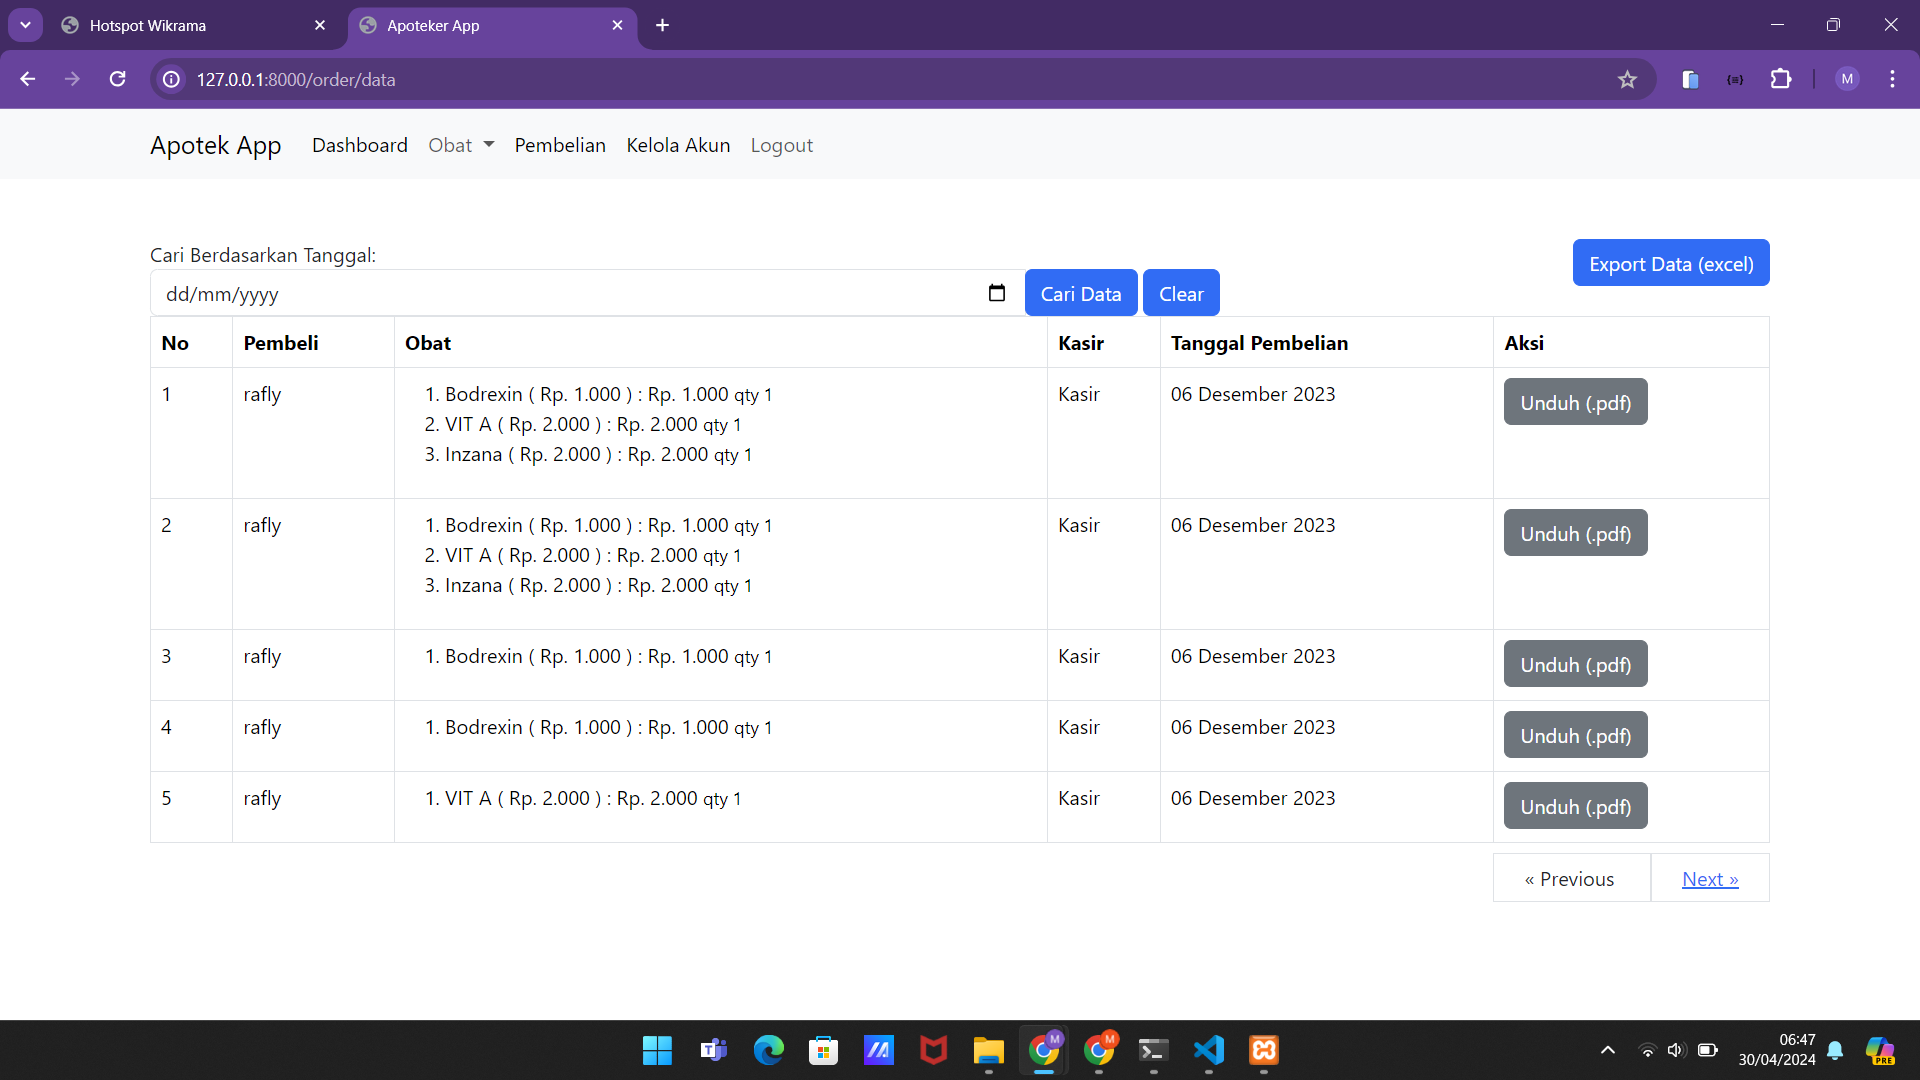 Hotspot Wikrama
Apoteker App
127.0.0.1:8000/order/data
M
Apotek App
Dashboard
Obat
Pembelian
Kelola Akun
Logout
Cari Berdasarkan Tanggal:
dd/mm/yyyy
Cari Data
Clear
Export Data (excel)
No Pembeli Obat Kasir Tanggal Pembelian Aksi
1 rafly 1. Bodrexin ( Rp. 1.000 ) : Rp. 1.000 qty 1 Kasir 06 Desember 2023 Unduh (.pdf)
2. VIT A ( Rp. 2.000 ) : Rp. 2.000 qty 1
3. Inzana ( Rp. 2.000 ) : Rp. 2.000 qty 1
2 rafly 1. Bodrexin ( Rp. 1.000 ) : Rp. 1.000 qty 1 Kasir 06 Desember 2023 Unduh (.pdf)
2. VIT A ( Rp. 2.000 ) : Rp. 2.000 qty 1
3. Inzana ( Rp. 2.000 ) : Rp. 2.000 qty 1
3 rafly 1. Bodrexin ( Rp. 1.000 ) : Rp. 1.000 qty 1 Kasir 06 Desember 2023 Unduh (.pdf)
4 rafly 1. Bodrexin ( Rp. 1.000 ) : Rp. 1.000 qty 1 Kasir 06 Desember 2023 Unduh (.pdf)
5 rafly 1. VIT A ( Rp. 2.000 ) : Rp. 2.000 qty 1 Kasir 06 Desember 2023 Unduh (.pdf)
« Previous
Next »
M
M
06:47
30/04/2024
PRE